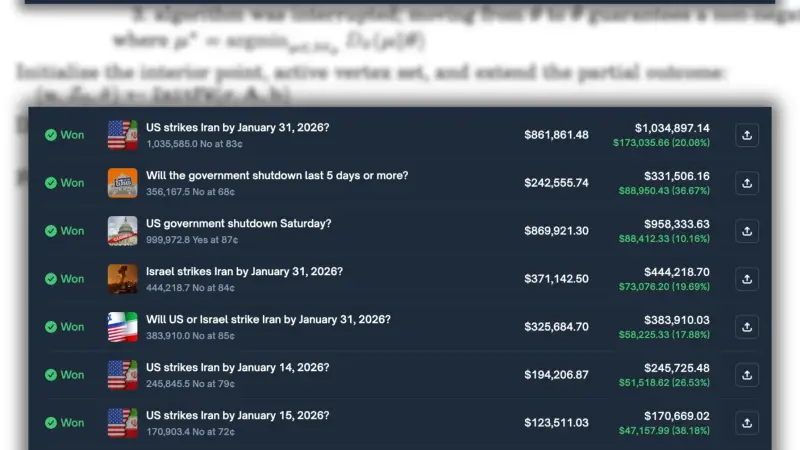 3. algorithm was interrupted, moving from θ to θ guarantees a non-nega
where μ* = argmin D (μ||θ)
Initialize the interior point, active vertex set, and extend the partial outcome:
Won
US strikes Iran by January 31, 2026?
1,035,585.0 No at 83¢
$861,861.48
$1,034,897.14
$173,035.66 (20.08%)
Won
Will the government shutdown last 5 days or more?
356,167.5 No at 68¢
$242,555.74
$331,506.16
$88,950.43 (36.67%)
Won
US government shutdown Saturday?
999,972.8 Yes at 87¢
$869,921.30
$958,333.63
$88,412.33 (10.16%)
Won
Israel strikes Iran by January 31, 2026?
444,218.7 No at 84¢
$371,142.50
$444,218.70
$73,076.20 (19.69%)
Won
Will US or Israel strike Iran by January 31, 2026?
383,910.0 No at 85¢
$325,684.70
$383,910.03
$58,225.33 (17.88%)
Won
US strikes Iran by January 14, 2026?
245,845.5 No at 79¢
$194,206.87
$245,725.48
$51,518.62 (26.53%)
Won
US strikes Iran by January 15, 2026?
170,903.4 No at 72¢
$123,511.03
$170,669.02
$47,157.99 (38.18%)